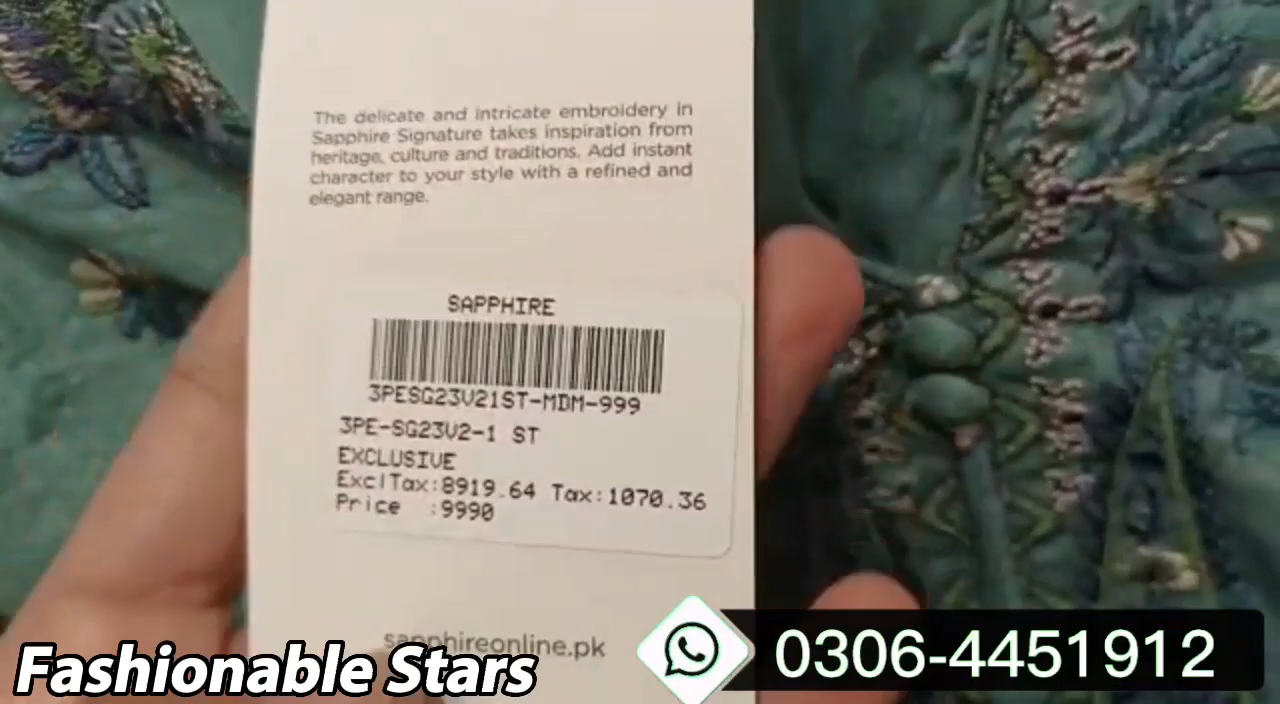 The delicate and intricate embroidery in
Sapphire Signature takes inspiration from
heritage, culture and traditions. Add instant
character to your style with a refined and
elegant range.
SAPPHIRE
3PESG23V21ST-MDM-999
3PE-SG23V2-1 ST
EXCLUSIVE
ExclTax:8919.64 Tax:1070.36
Price :9990
sapphireonline.pk
Fashionable Stars
0306-4451912